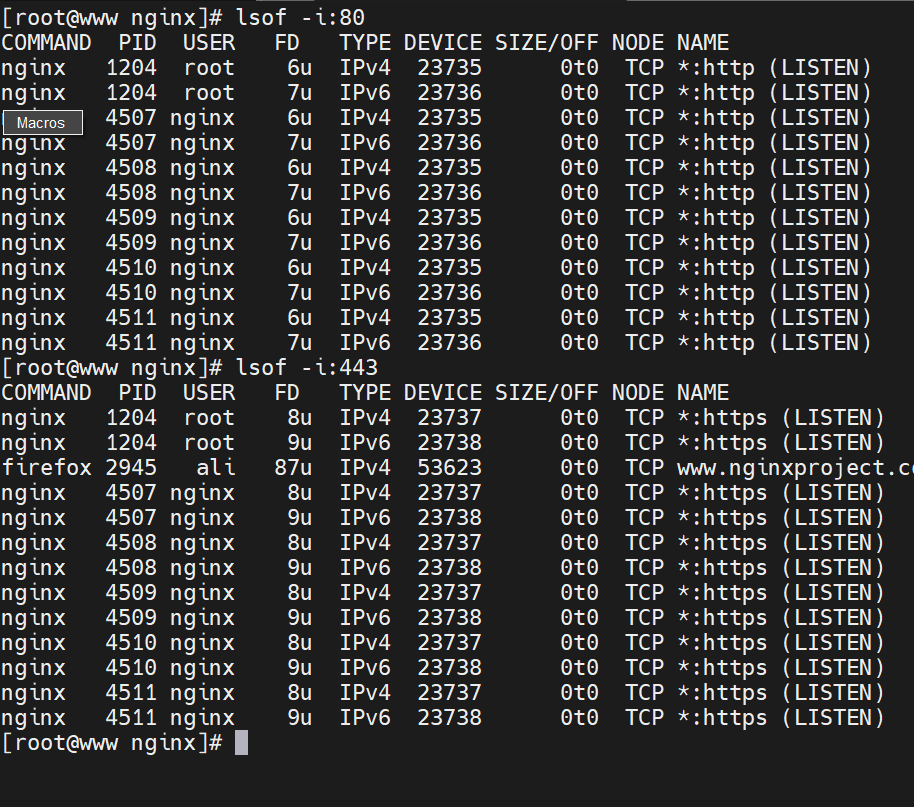 [root@www nginx]# lsof -i:80
COMMAND  PID  USER   FD   TYPE DEVICE SIZE/OFF NODE NAME
nginx   1204  root    6u  IPv4  23735      0t0  TCP *:http (LISTEN)
nginx   1204  root    7u  IPv6  23736      0t0  TCP *:http (LISTEN)
Macros  4507 nginx    6u  IPv4  23735      0t0  TCP *:http (LISTEN)
nginx   4507 nginx    7u  IPv6  23736      0t0  TCP *:http (LISTEN)
nginx   4508 nginx    6u  IPv4  23735      0t0  TCP *:http (LISTEN)
nginx   4508 nginx    7u  IPv6  23736      0t0  TCP *:http (LISTEN)
nginx   4509 nginx    6u  IPv4  23735      0t0  TCP *:http (LISTEN)
nginx   4509 nginx    7u  IPv6  23736      0t0  TCP *:http (LISTEN)
nginx   4510 nginx    6u  IPv4  23735      0t0  TCP *:http (LISTEN)
nginx   4510 nginx    7u  IPv6  23736      0t0  TCP *:http (LISTEN)
nginx   4511 nginx    6u  IPv4  23735      0t0  TCP *:http (LISTEN)
nginx   4511 nginx    7u  IPv6  23736      0t0  TCP *:http (LISTEN)
[root@www nginx]# lsof -i:443
COMMAND  PID  USER   FD   TYPE DEVICE SIZE/OFF NODE NAME
nginx   1204  root    8u  IPv4  23737      0t0  TCP *:https (LISTEN)
nginx   1204  root    9u  IPv6  23738      0t0  TCP *:https (LISTEN)
firefox 2945   ali   87u  IPv4  53623      0t0  TCP www.nginxproject.c
nginx   4507 nginx    8u  IPv4  23737      0t0  TCP *:https (LISTEN)
nginx   4507 nginx    9u  IPv6  23738      0t0  TCP *:https (LISTEN)
nginx   4508 nginx    8u  IPv4  23737      0t0  TCP *:https (LISTEN)
nginx   4508 nginx    9u  IPv6  23738      0t0  TCP *:https (LISTEN)
nginx   4509 nginx    8u  IPv4  23737      0t0  TCP *:https (LISTEN)
nginx   4509 nginx    9u  IPv6  23738      0t0  TCP *:https (LISTEN)
nginx   4510 nginx    8u  IPv4  23737      0t0  TCP *:https (LISTEN)
nginx   4510 nginx    9u  IPv6  23738      0t0  TCP *:https (LISTEN)
nginx   4511 nginx    8u  IPv4  23737      0t0  TCP *:https (LISTEN)
nginx   4511 nginx    9u  IPv6  23738      0t0  TCP *:https (LISTEN)
[root@www nginx]#